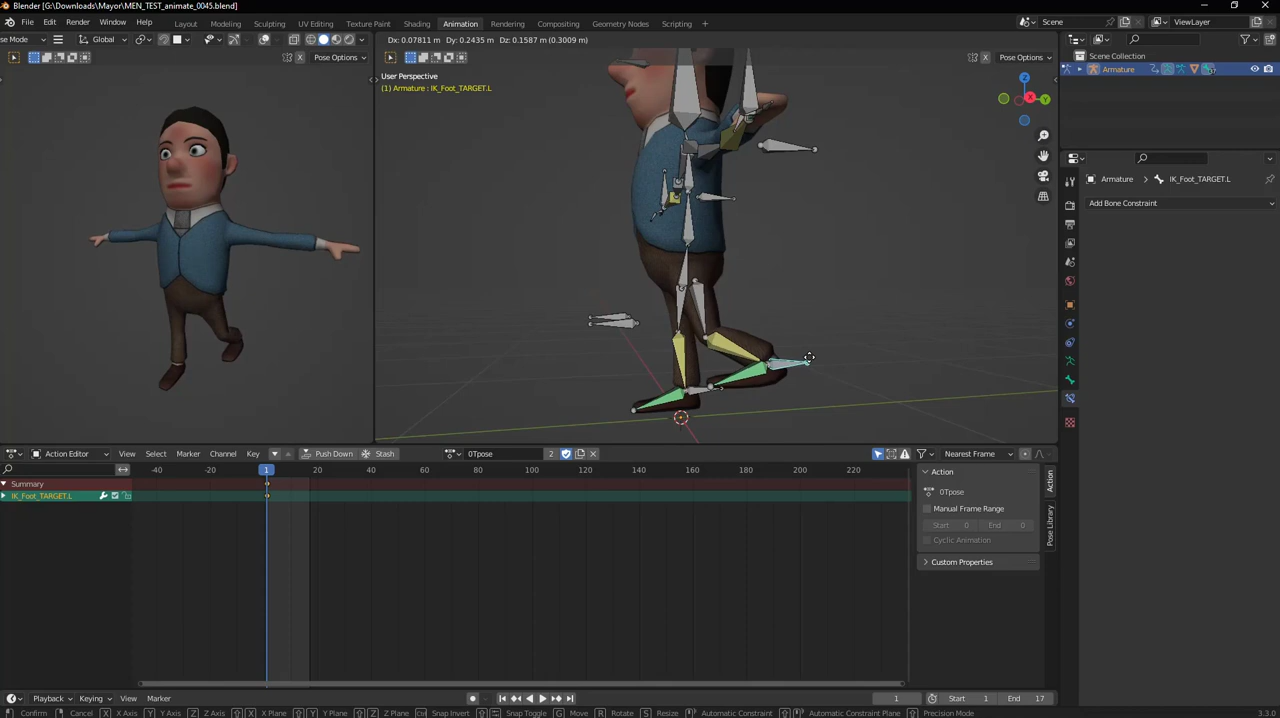 Blender [G:\Downloads\Mayor\MEN_TEST_animate_0045.blend]
File Edit Render Window Help Layout Modeling Sculpting UV Editing Texture Paint Shading Animation Rendering Compositing Geometry Nodes Scripting + Scene ViewLayer
se Mode Global Dx: 0.07811 m Dy: 0.2435 m Dz: 0.1587 m (0.3009 m)
Pose Options Pose Options Scene Collection
Armature
User Perspective
(1) Armature : IK_Foot_TARGET.L
Z
X
Y
Armature > IK_Foot_TARGET.L
Add Bone Constraint
Action Editor View Select Marker Channel Key Push Down Stash 0Tpose 2 Nearest Frame
-40 -20 1 20 40 60 80 100 120 140 160 180 200 220
Action
Summary
IK_Foot_TARGET.L
0Tpose
Manual Frame Range
Start 0 End 0
Cyclic Animation
Custom Properties
Action
Pose Library
Playback Keying View Marker 1 Start 1 End 17
Confirm Cancel X X Axis Y Y Axis Z Z Axis X X Plane Y Y Plane Z Z Plane Snap Invert Snap Toggle G Move R Rotate S Resize Automatic Constraint Automatic Constraint Plane Precision Mode 3.3.0